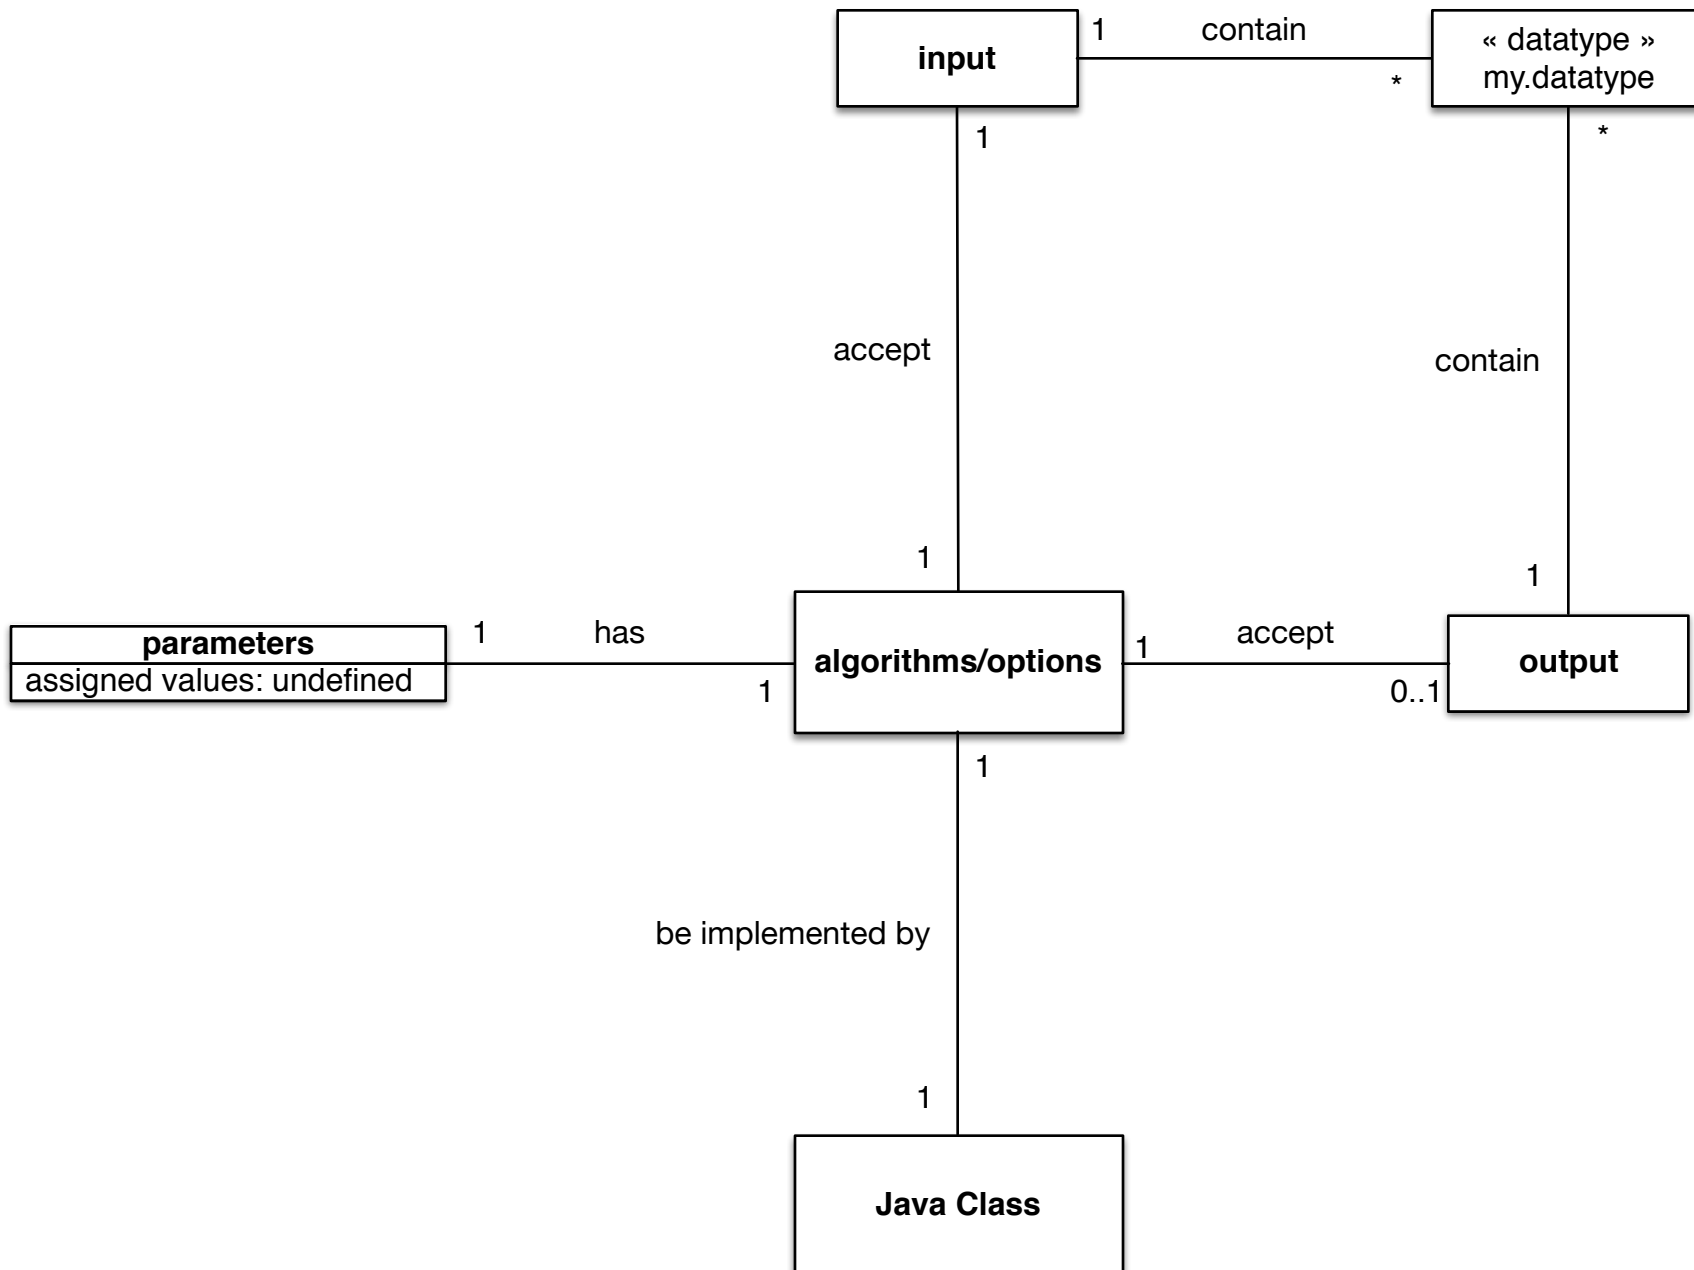 input
1
contain
*
« datatype »
my.datatype
1
*
accept
contain
1
1
parameters
assigned values: undefined
1
has
1
algorithms/options
1
accept
0..1
output
1
be implemented by
1
Java Class